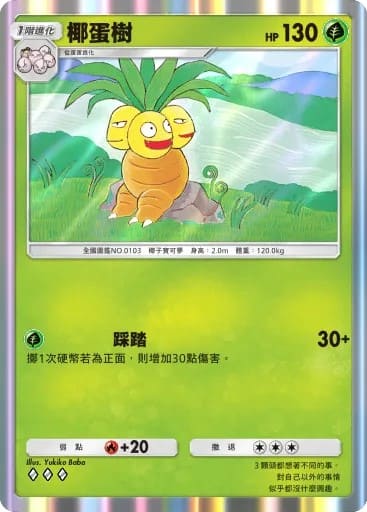 1階進化
椰蛋樹
HP 130
從蛋蛋進化
全國圖鑑NO.0103 椰子寶可夢 身高：2.0m 體重：120.0kg
踩踏 30+
擲1次硬幣若為正面，則增加30點傷害。
弱點 +20 撤退
Illus. Yukiko Baba
3顆頭都想著不同的事。
對自己以外的事情
似乎都沒什麼興趣。